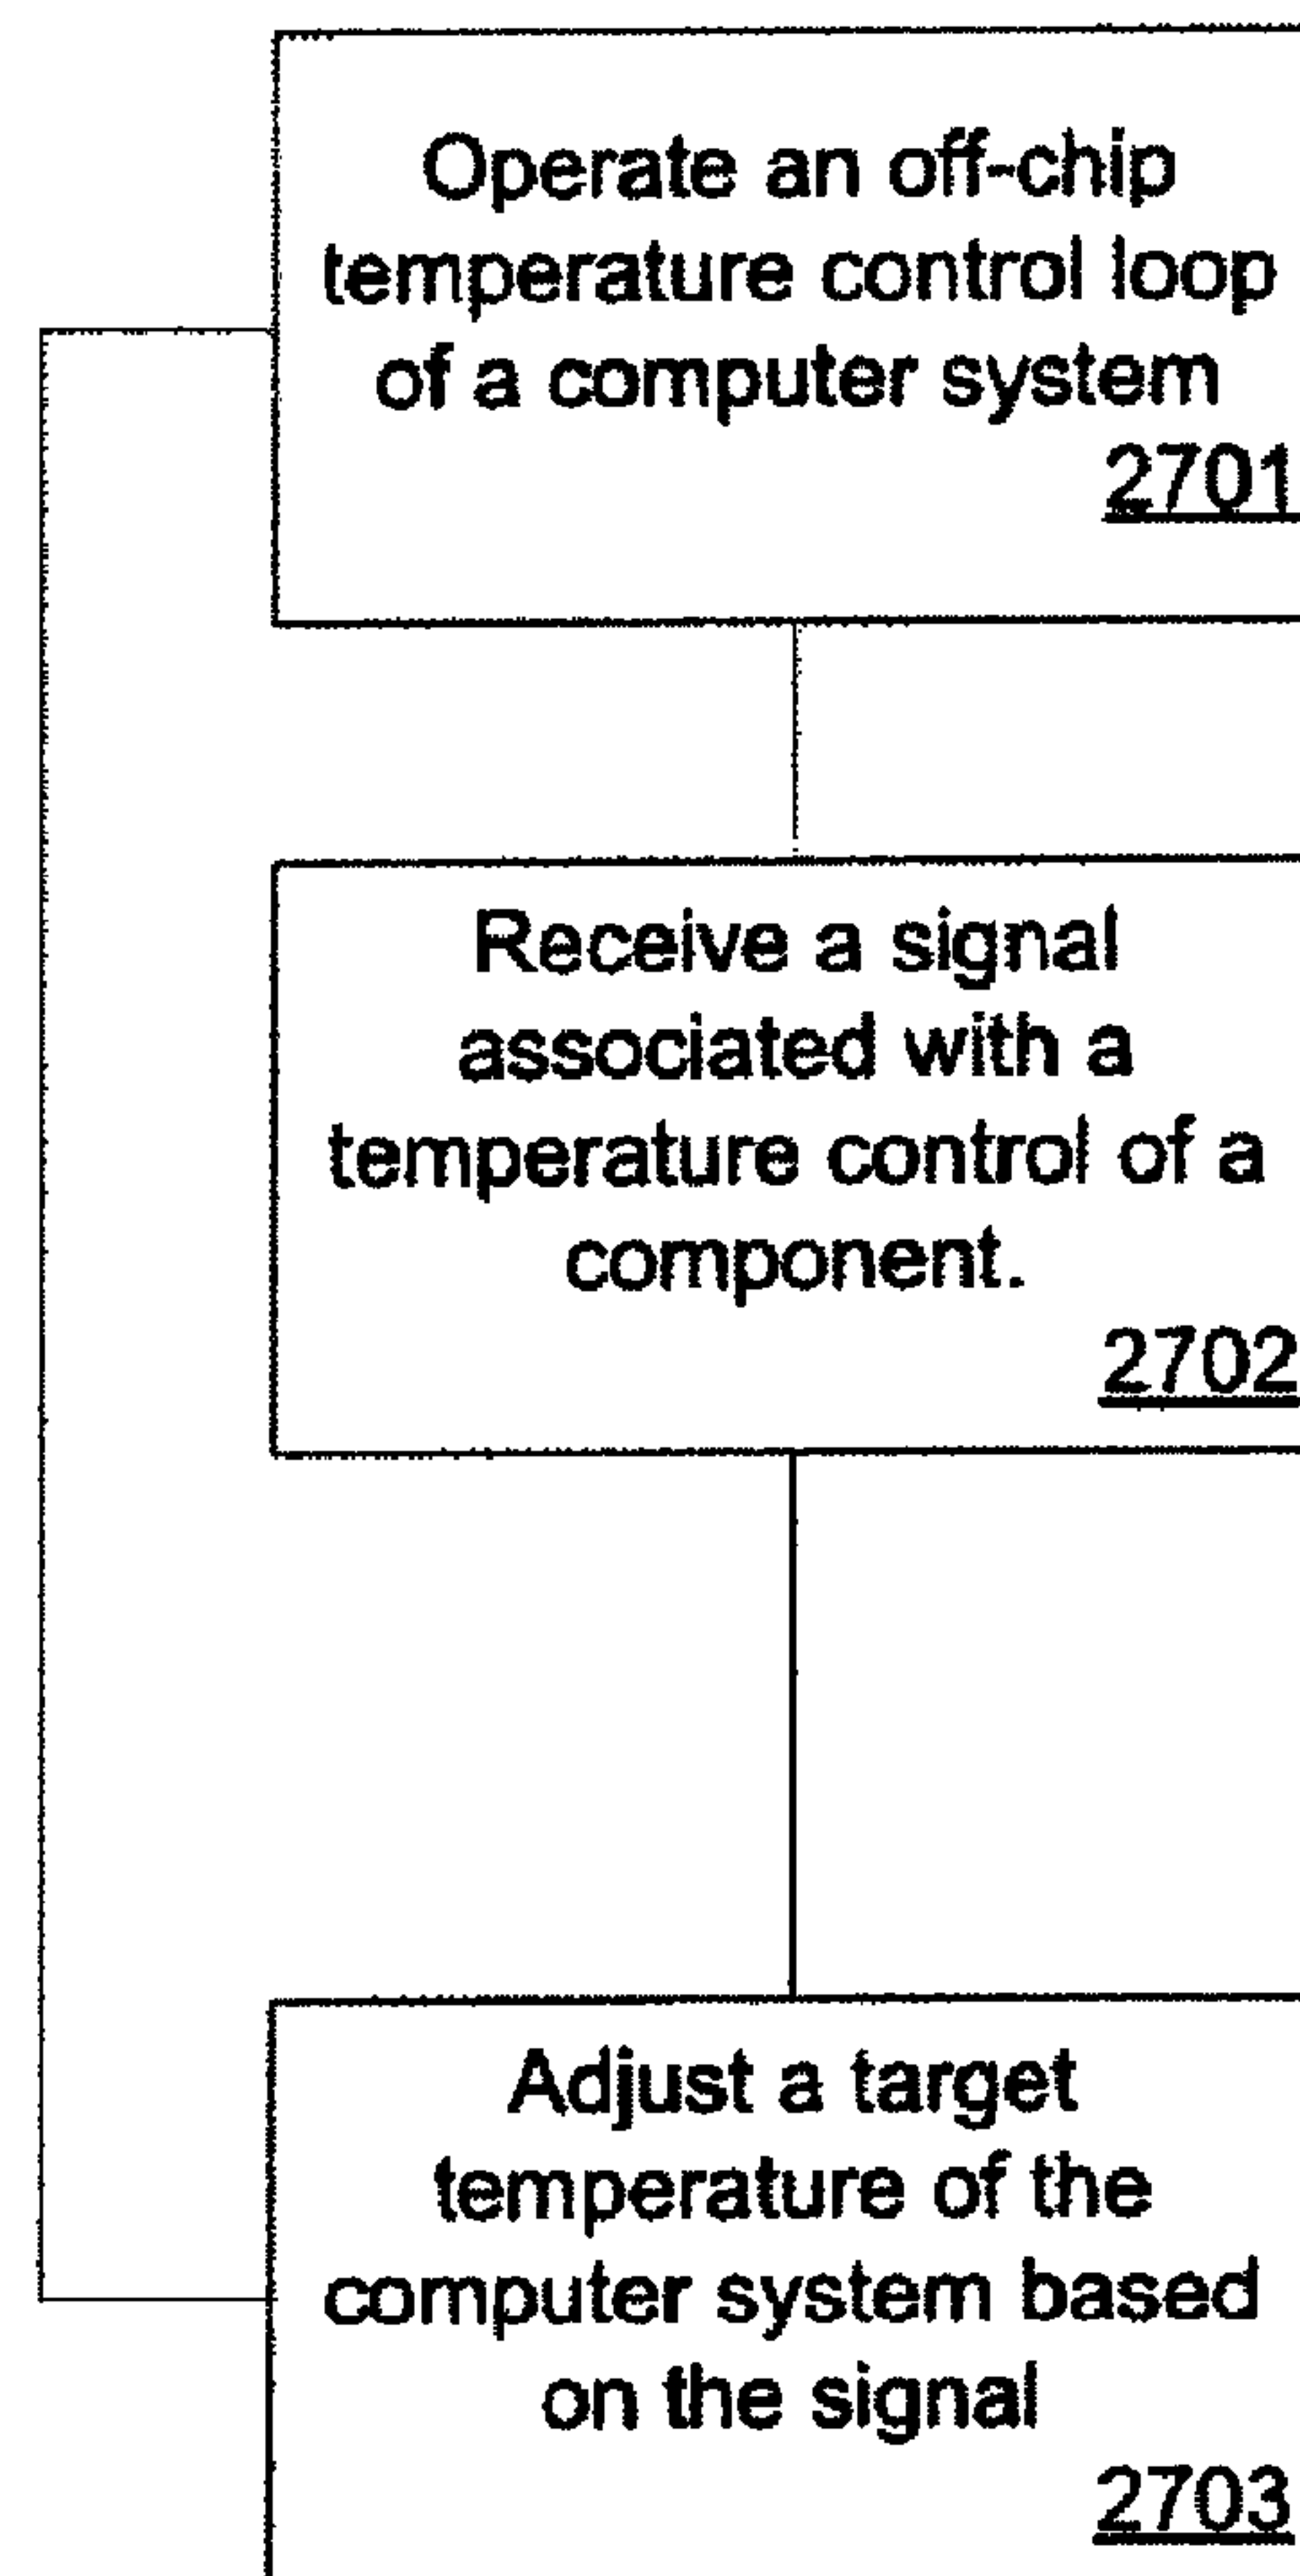 Operate an off-chip
temperature control loop
of a computer system
2701
Receive a signal
associated with a
temperature control of a
component.
2702
Adjust a target
temperature of the
computer system based
on the signal
2703